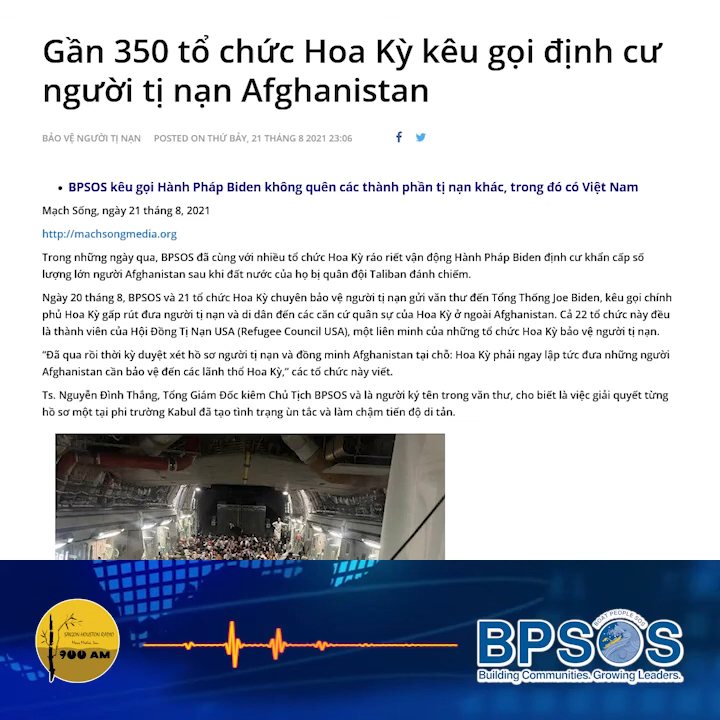 Gần 350 tổ chức Hoa Kỳ kêu gọi định cư
người tị nạn Afghanistan
BẢO VỆ NGƯỜI TỊ NẠN POSTED ON THỨ BẢY, 21 THÁNG 8 2021 23:06
• BPSOS kêu gọi Hành Pháp Biden không quên các thành phần tị nạn khác, trong đó có Việt Nam
Mạch Sống, ngày 21 tháng 8, 2021
http://machsongmedia.org
Trong những ngày qua, BPSOS đã cùng với nhiều tổ chức Hoa Kỳ ráo riết vận động Hành Pháp Biden định cư khẩn cấp số
lượng lớn người Afghanistan sau khi đất nước của họ bị quân đội Taliban đánh chiếm.
Ngày 20 tháng 8, BPSOS và 21 tổ chức Hoa Kỳ chuyên bảo vệ người tị nạn gửi văn thư đến Tổng Thống Joe Biden, kêu gọi chính
phủ Hoa Kỳ gấp rút đưa người tị nạn và di dân đến các căn cứ quân sự của Hoa Kỳ ở ngoài Afghanistan. Cả 22 tổ chức này đều
là thành viên của Hội Đồng Tị Nạn USA (Refugee Council USA), một liên minh của những tổ chức Hoa Kỳ bảo vệ người tị nạn.
“Đã qua rồi thời kỳ duyệt xét hồ sơ người tị nạn và đồng minh Afghanistan tại chỗ: Hoa Kỳ phải ngay lập tức đưa những người
Afghanistan cần bảo vệ đến các lãnh thổ Hoa Kỳ,” các tổ chức này viết.
Ts. Nguyễn Đình Thắng, Tổng Giám Đốc kiêm Chủ Tịch BPSOS và là người ký tên trong văn thư, cho biết là việc giải quyết từng
hồ sơ một tại phi trường Kabul đã tạo tình trạng ùn tắc và làm chậm tiến độ di tản.
SAIGON HOUSTON RADIO
900 AM
BOAT PEOPLE SOS
BPSOS
Building Communities. Growing Leaders.